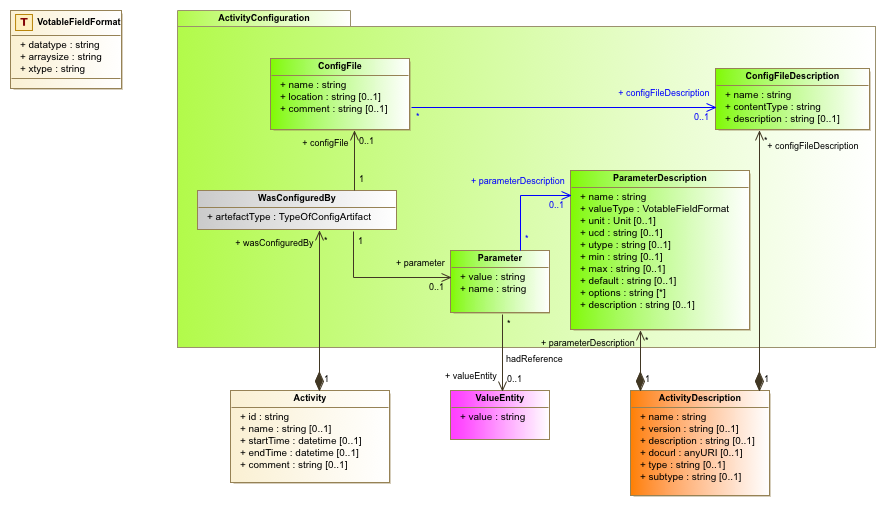 T VotableFieldFormat
+ datatype : string
+ arraysize : string
+ xtype : string
ActivityConfiguration
ConfigFile
+ name : string
+ location : string [0..1]
+ comment : string [0..1]
+ configFileDescription
*
0..1
ConfigFileDescription
+ name : string
+ contentType : string
+ description : string [0..1]
+ configFile
0..1
1
* 
+ configFileDescription
WasConfiguredBy
+ artefactType : TypeOfConfigArtifact
+ wasConfiguredBy
*
1
+ parameter
0..1
+ parameterDescription
0..1
*
Parameter
+ value : string
+ name : string
ParameterDescription
+ name : string
+ valueType : VotableFieldFormat
+ unit : Unit [0..1]
+ ucd : string [0..1]
+ utype : string [0..1]
+ min : string [0..1]
+ max : string [0..1]
+ default : string [0..1]
+ options : string [*]
+ description : string [0..1]
*
hadReference
+ valueEntity
0..1
+ parameterDescription
*
1
1
1
Activity
+ id : string
+ name : string [0..1]
+ startTime : datetime [0..1]
+ endTime : datetime [0..1]
+ comment : string [0..1]
ValueEntity
+ value : string
ActivityDescription
+ name : string
+ version : string [0..1]
+ description : string [0..1]
+ docurl : anyURI [0..1]
+ type : string [0..1]
+ subtype : string [0..1]